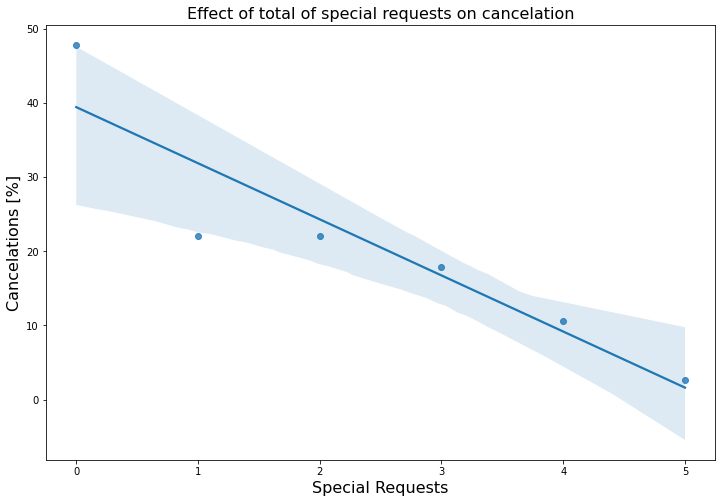 Effect of total of special requests on cancelation
50
40
30
20
10
0
Cancelations [%]
0 1 2 3 4 5
Special Requests